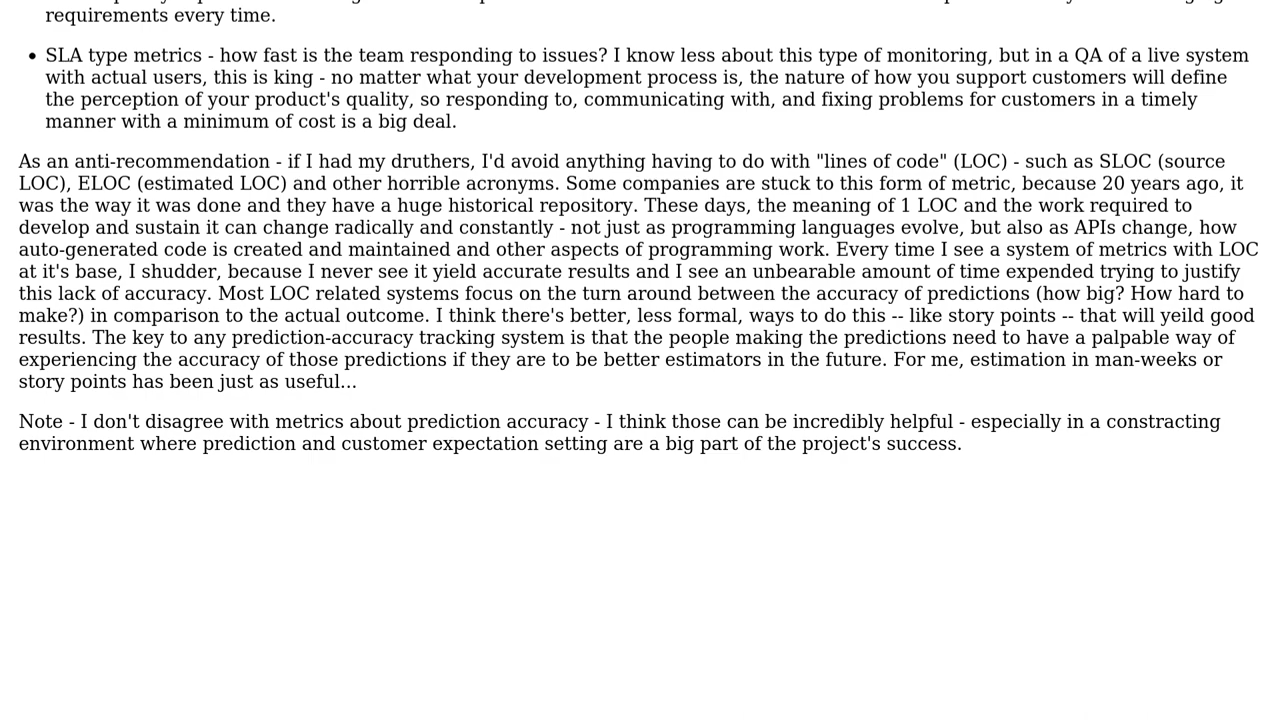 requirements every time.
• SLA type metrics - how fast is the team responding to issues? I know less about this type of monitoring, but in a QA of a live system
with actual users, this is king - no matter what your development process is, the nature of how you support customers will define
the perception of your product's quality, so responding to, communicating with, and fixing problems for customers in a timely
manner with a minimum of cost is a big deal.
As an anti-recommendation - if I had my druthers, I'd avoid anything having to do with "lines of code" (LOC) - such as SLOC (source
LOC), ELOC (estimated LOC) and other horrible acronyms. Some companies are stuck to this form of metric, because 20 years ago, it
was the way it was done and they have a huge historical repository. These days, the meaning of 1 LOC and the work required to
develop and sustain it can change radically and constantly - not just as programming languages evolve, but also as APIs change, how
auto-generated code is created and maintained and other aspects of programming work. Every time I see a system of metrics with LOC
at it's base, I shudder, because I never see it yield accurate results and I see an unbearable amount of time expended trying to justify
this lack of accuracy. Most LOC related systems focus on the turn around between the accuracy of predictions (how big? How hard to
make?) in comparison to the actual outcome. I think there's better, less formal, ways to do this -- like story points -- that will yeild good
results. The key to any prediction-accuracy tracking system is that the people making the predictions need to have a palpable way of
experiencing the accuracy of those predictions if they are to be better estimators in the future. For me, estimation in man-weeks or
story points has been just as useful...
Note - I don't disagree with metrics about prediction accuracy - I think those can be incredibly helpful - especially in a constracting
environment where prediction and customer expectation setting are a big part of the project's success.